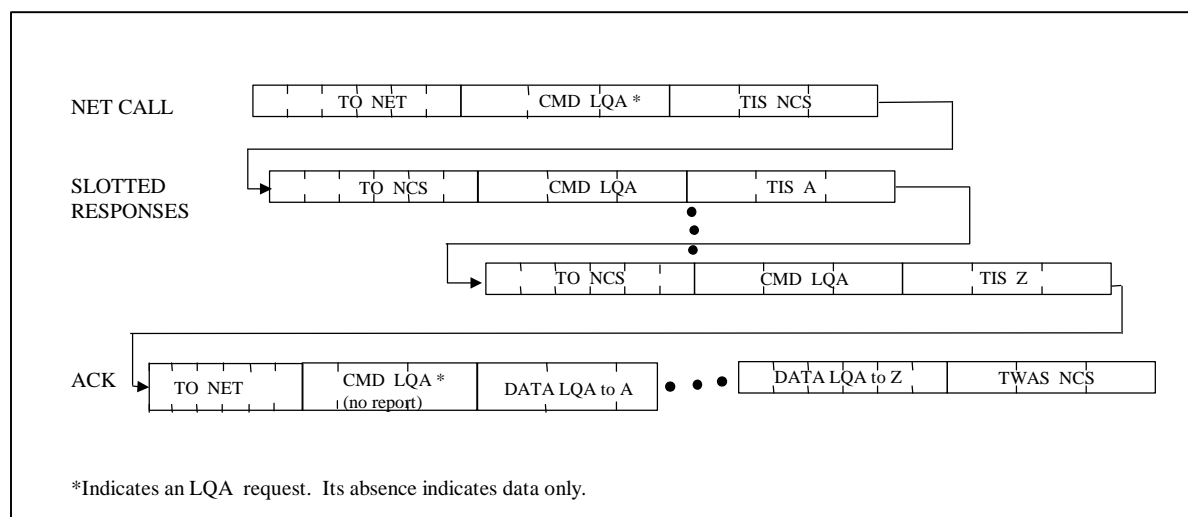 NET CALL
TO NET
CMD LQA *
TIS NCS
SLOTTED
RESPONSES
TO NCS
CMD LQA
TIS A
TO NCS
CMD LQA
TIS Z
ACK
TO NET
CMD LQA *
(no report)
DATA LQA to A
DATA LQA to Z
TWAS NCS
*Indicates an LQA request. Its absence indicates data only.